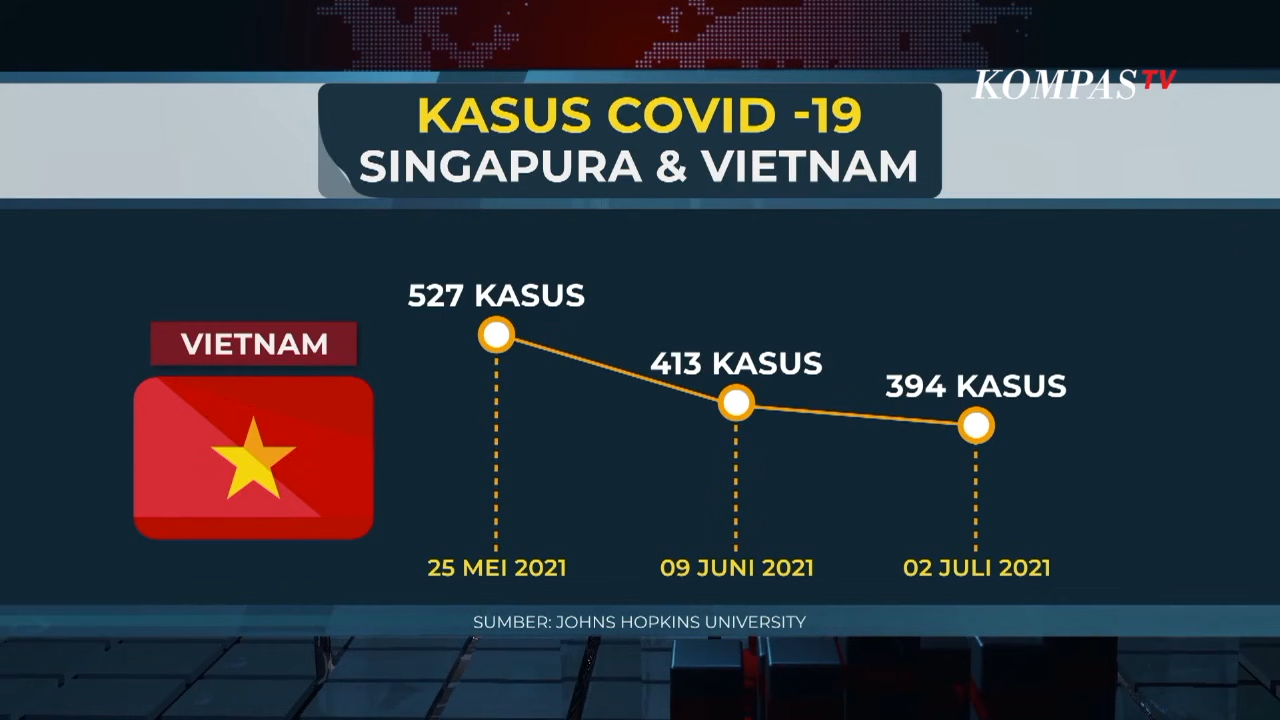 KOMPASTV
KASUS COVID -19
SINGAPURA & VIETNAM
527 KASUS
VIETNAM
413 KASUS
394 KASUS
25 MEI 2021
09 JUNI 2021
02 JULI 2021
SUMBER: JOHNS HOPKINS UNIVERSITY